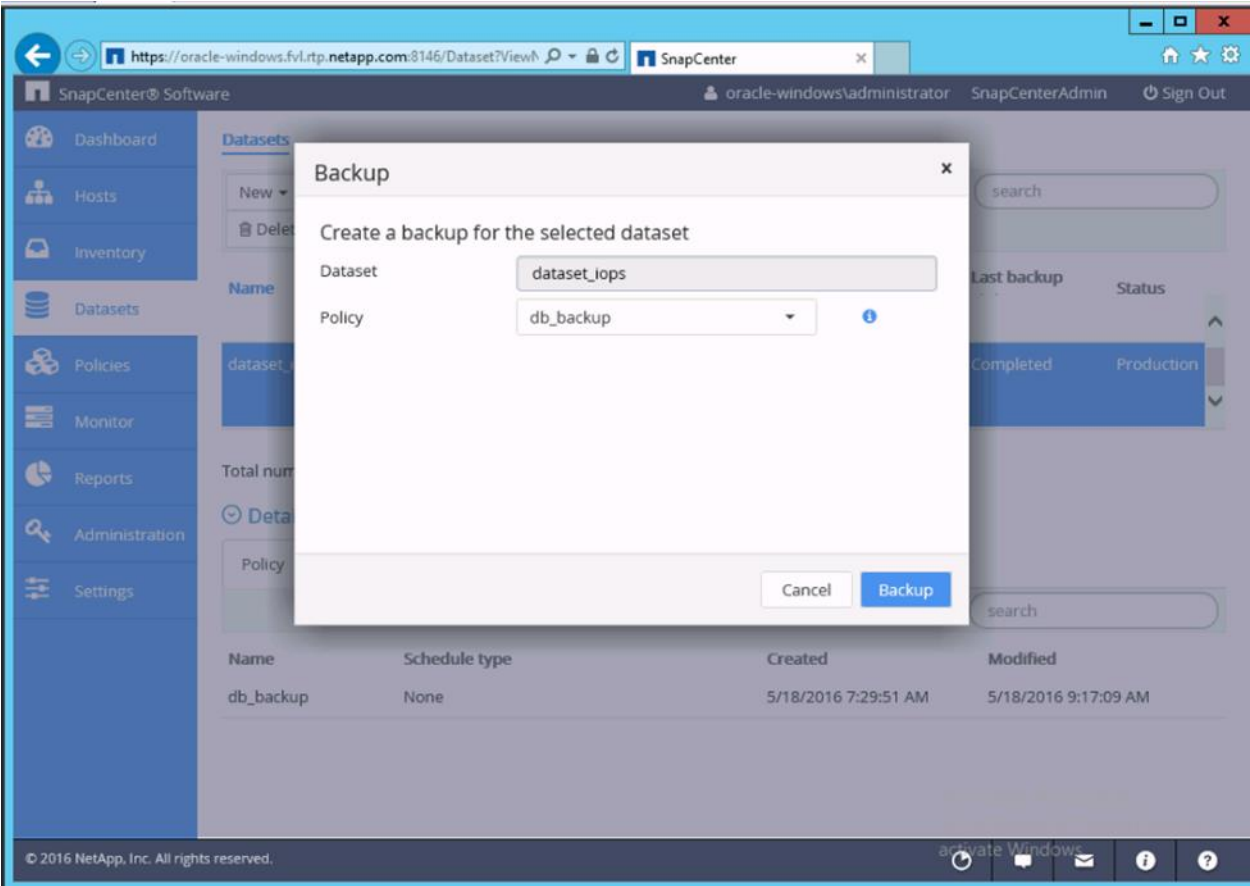 https://oracle-windows.fvl.rtp.netapp.com:8146/Dataset?View
SnapCenter
SnapCenter® Software
oracle-windows\administrator SnapCenterAdmin Sign Out
Dashboard
Hosts
Inventory
Datasets
Policies
Monitor
Reports
Administration
Settings
Datasets
New
search
Delet
Name
Last backup
Status
dataset_
Completed
Production
Backup
x
Create a backup for the selected dataset
Dataset
dataset_iops
Policy
db_backup
Cancel
Backup
Total num
Detai
Policy
search
Name Schedule type Created Modified
db_backup None 5/18/2016 7:29:51 AM 5/18/2016 9:17:09 AM
© 2016 NetApp, Inc. All rights reserved.
Windows